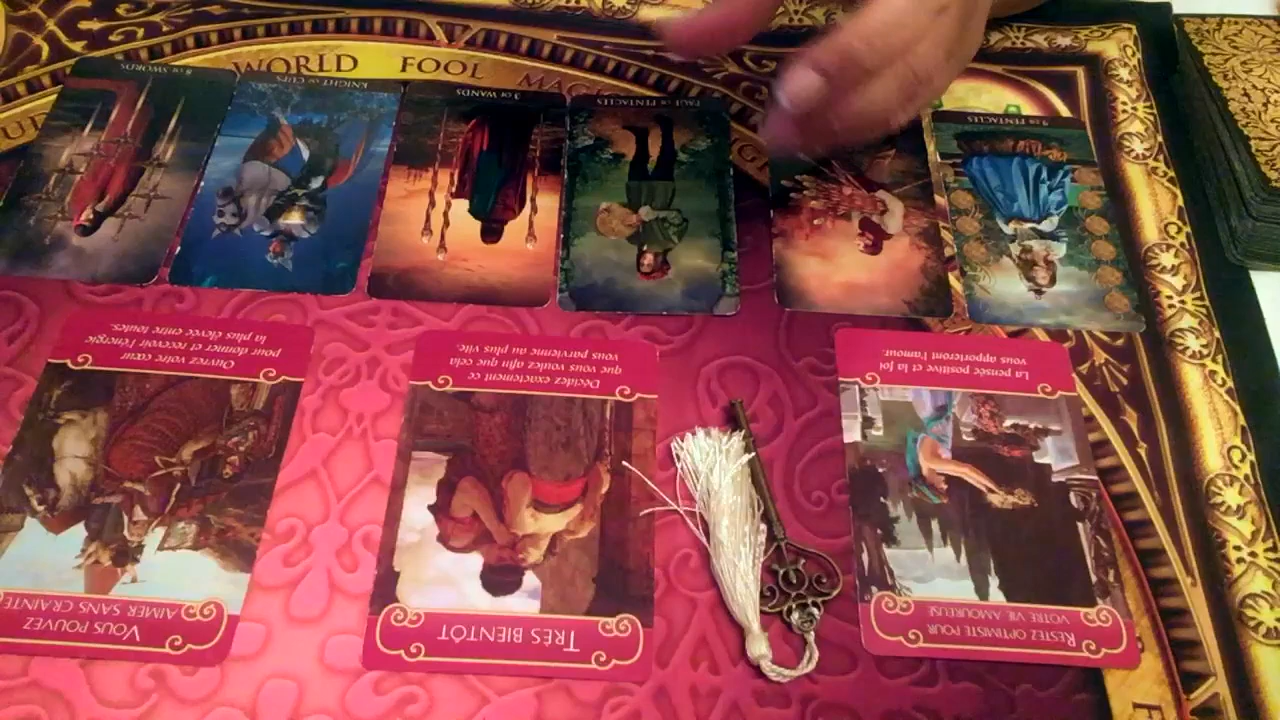 WORLD FOOL MAGIC
8 OF SWORDS
KNIGHT OF CUPS
3 OF WANDS
PAGE OF PENTACLES
9 OF PENTACLES
Ouvrez votre cœur
pour donner et recevoir l'énergie
la plus élevée entre toutes.
VOUS POUVEZ
AIMER SANS CRAINTE
Décidez exactement ce
que vous voulez afin que cela
vous parvienne au plus vite.
TRÈS BIENTÔT
La pensée positive et la foi
vous apporteront l'amour.
RESTEZ OPTIMISTE POUR
VOTRE VIE AMOUREUSE